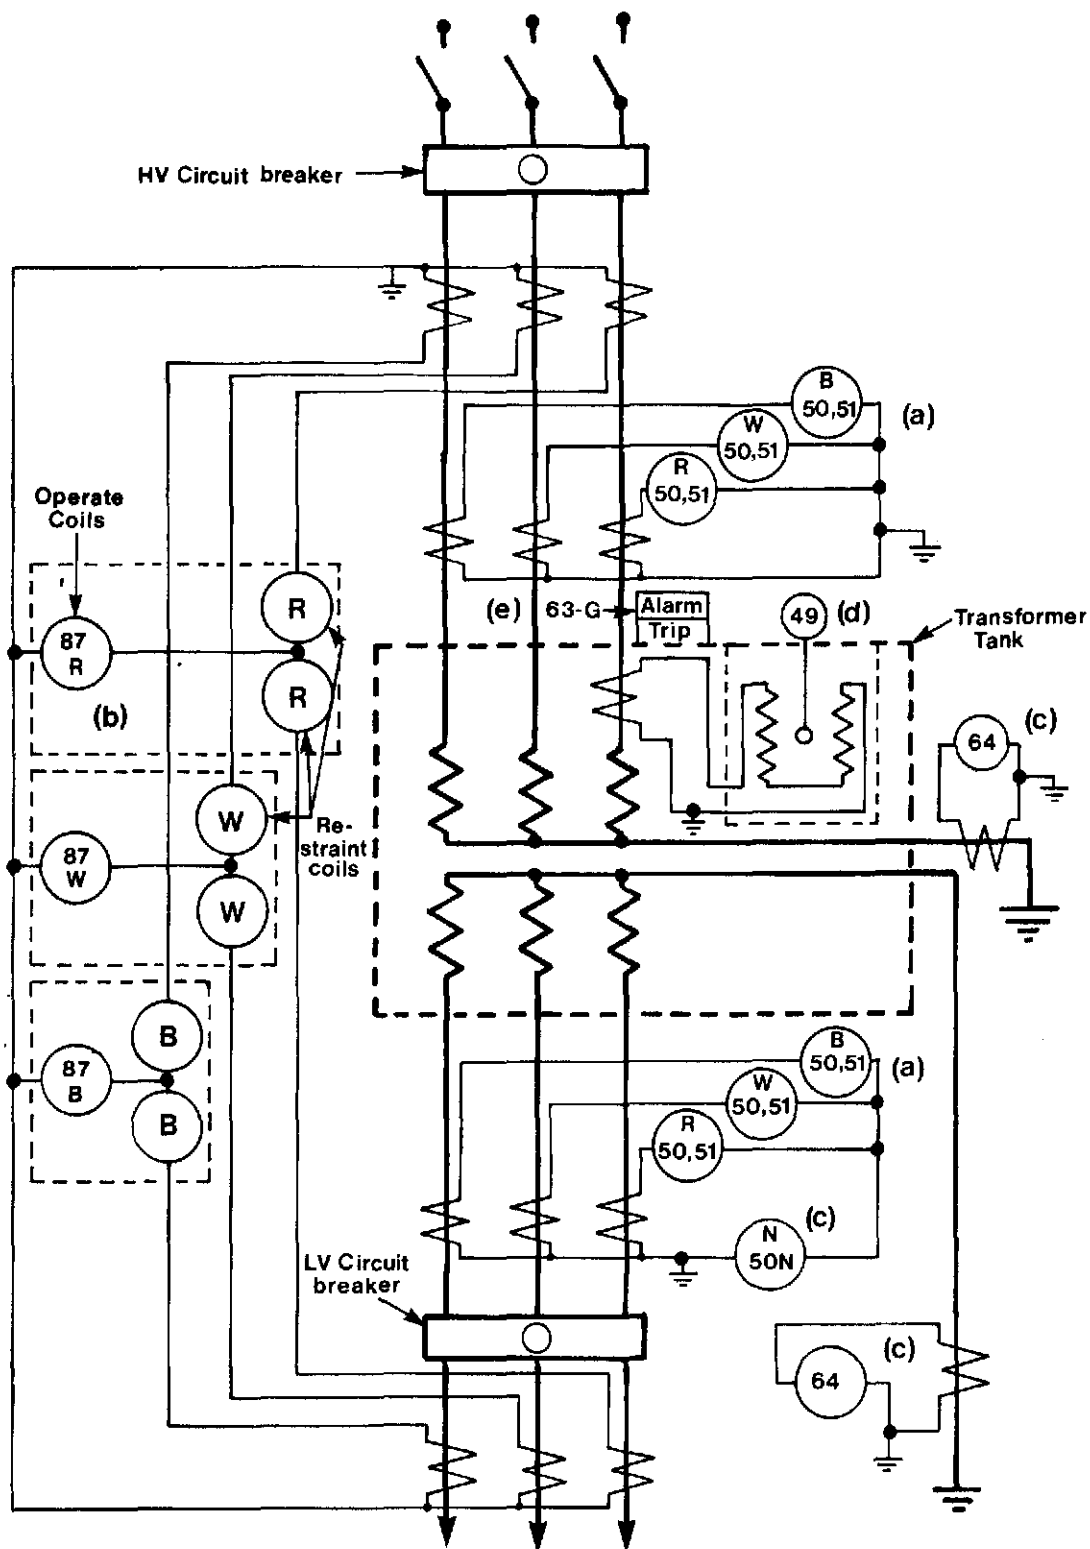 HV Circuit breaker
B
50,51
(a)
W
50,51
R
50,51
Operate
Coils
(e)
63-G
Alarm
Trip
49
(d)
Transformer
Tank
R
87
R
R
(b)
64
(c)
W
Re-
straint
coils
87
W
W
B
87
B
B
B
50,51
(a)
W
50,51
R
50,51
(c)
N
50N
LV Circuit
breaker
(c)
64